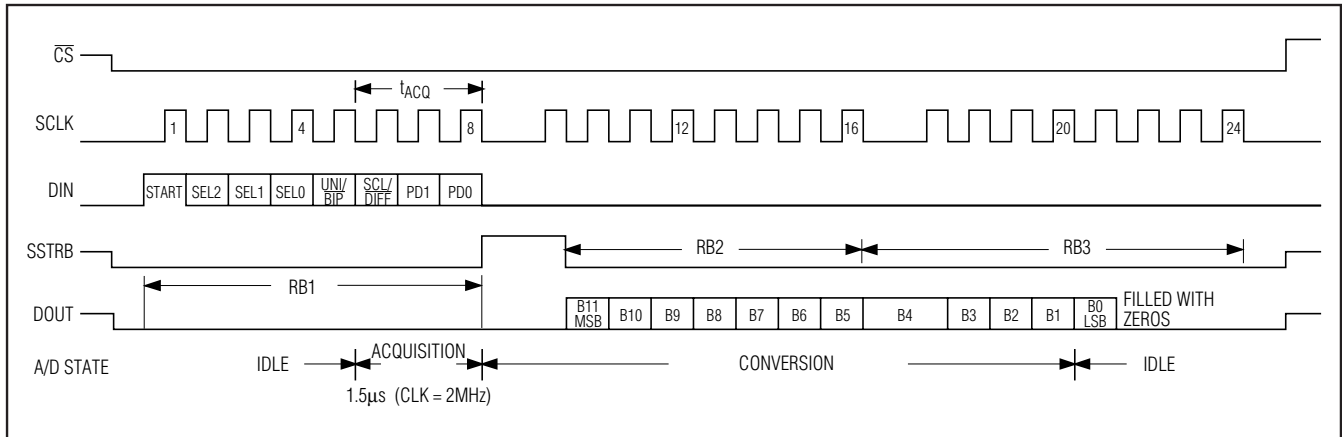 CS
tACQ
SCLK 1 4 8 12 16 20 24
DIN START SEL2 SEL1 SEL0 UNI/ BIP SCL/ DIFF PD1 PD0
SSTRB RB2 RB3
RB1
DOUT B11 MSB B10 B9 B8 B7 B6 B5 B4 B3 B2 B1 B0 LSB FILLED WITH ZEROS
A/D STATE IDLE ACQUISITION CONVERSION IDLE
1.5µs (CLK = 2MHz)